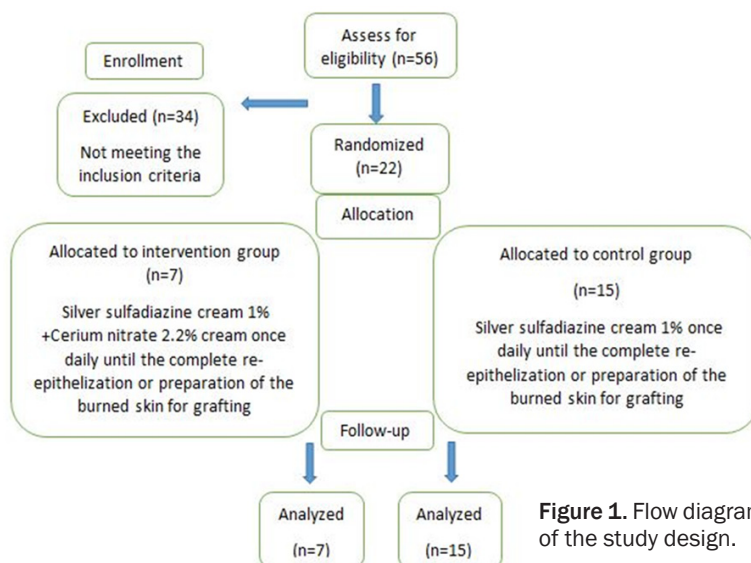 Assess for
eligibility (n=56)
Enrollment
Excluded (n=34)
Not meeting the
inclusion criteria
Randomized
(n=22)
Allocation
Allocated to intervention group
(n=7)
Silver sulfadiazine cream 1%
+Cerium nitrate 2.2% cream once
daily until the complete re-
epithelization or preparation of the
burned skin for grafting
Allocated to control group
(n=15)
Silver sulfadiazine cream 1% once
daily until the complete re-
epithelization or preparation of the
burned skin for grafting
Follow-up
Analyzed
(n=7)
Analyzed
(n=15)
Figure 1. Flow diagram
of the study design.